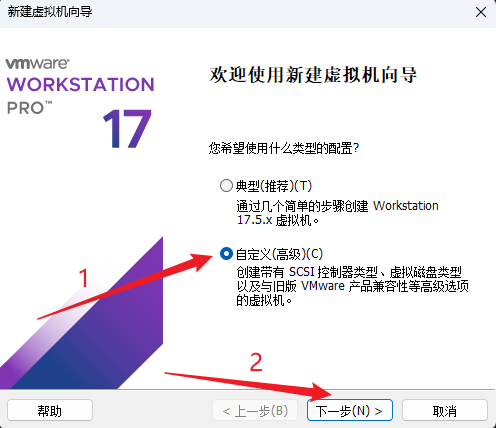 新建虚拟机向导
vmware
WORKSTATION
PRO™
17
欢迎使用新建虚拟机向导
您希望使用什么类型的配置?
典型(推荐)(T)
通过几个简单的步骤创建 Workstation
17.5.x 虚拟机。
自定义(高级)(C)
创建带有 SCSI 控制器类型、虚拟磁盘类型
以及与旧版 VMware 产品兼容性等高级选项
的虚拟机。
1
2
帮助
< 上一步(B)
下一步(N) >
取消